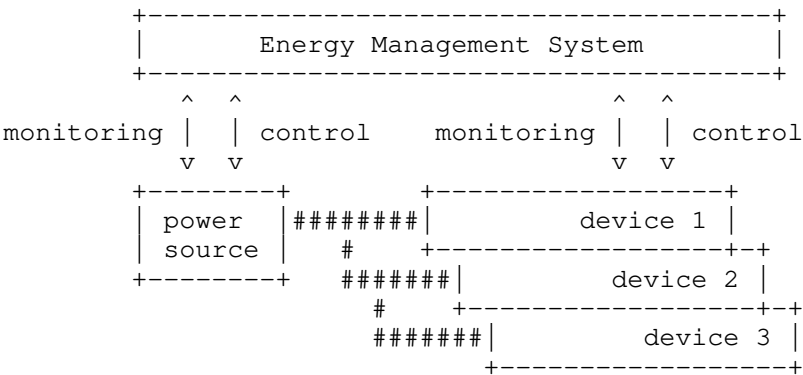 Energy Management System
monitoring control monitoring control
power device 1
source
device 2
device 3